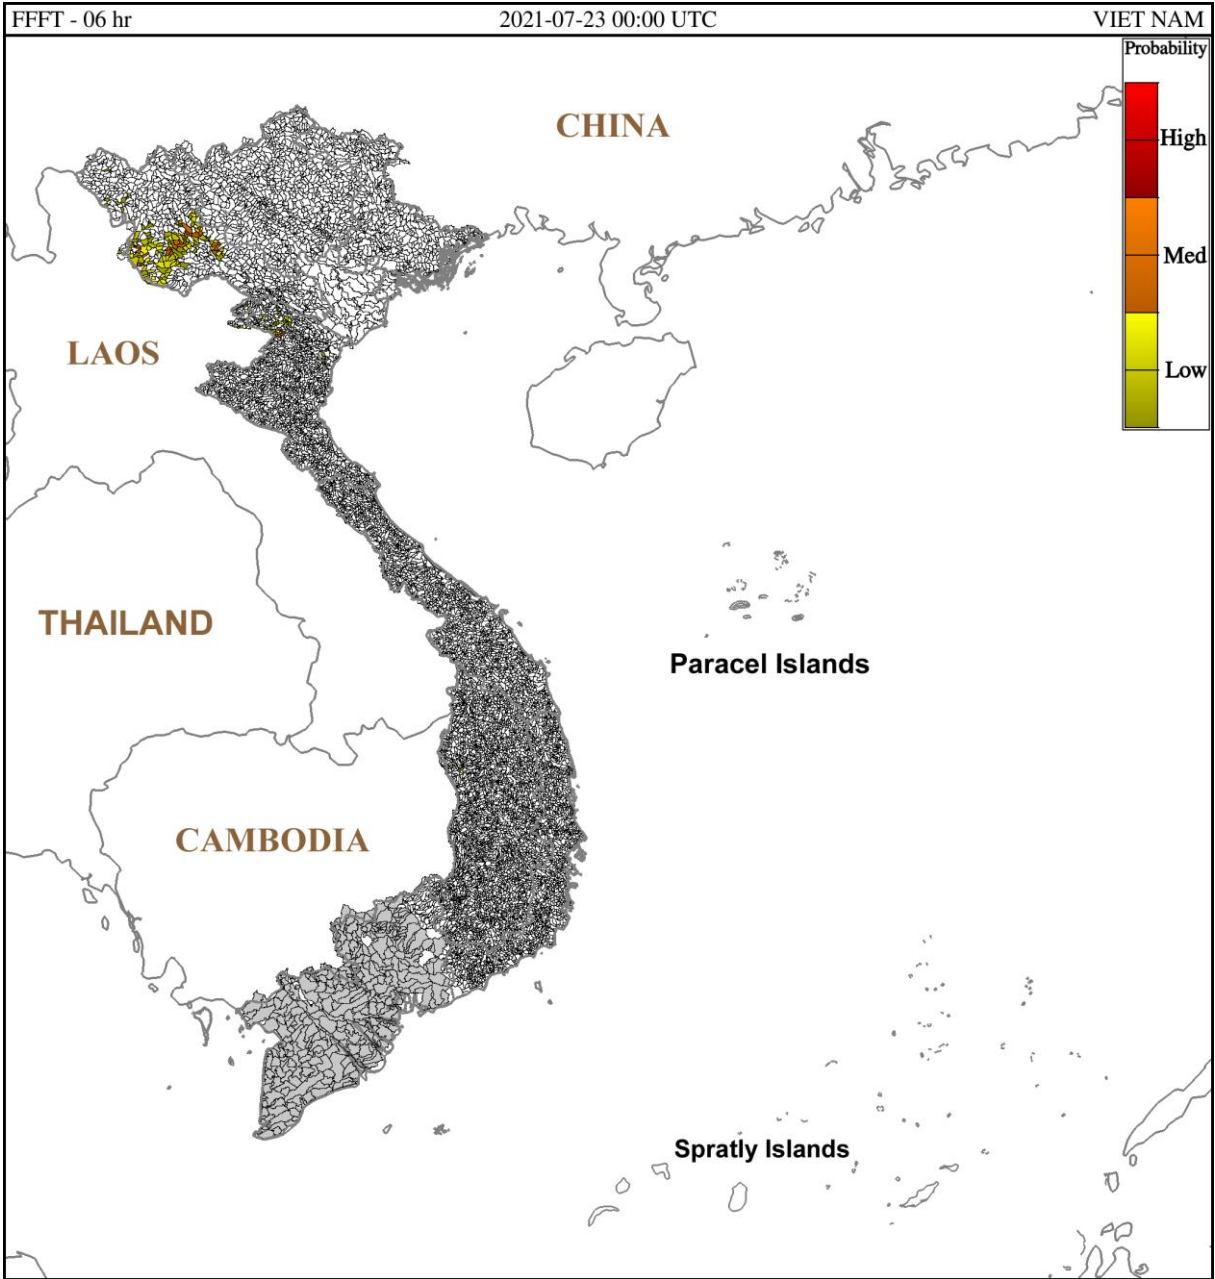 FFFT - 06 hr 2021-07-23 00:00 UTC VIET NAM
Probability
CHINA
High
Med
LAOS
Low
THAILAND
Paracel Islands
CAMBODIA
Spratly Islands